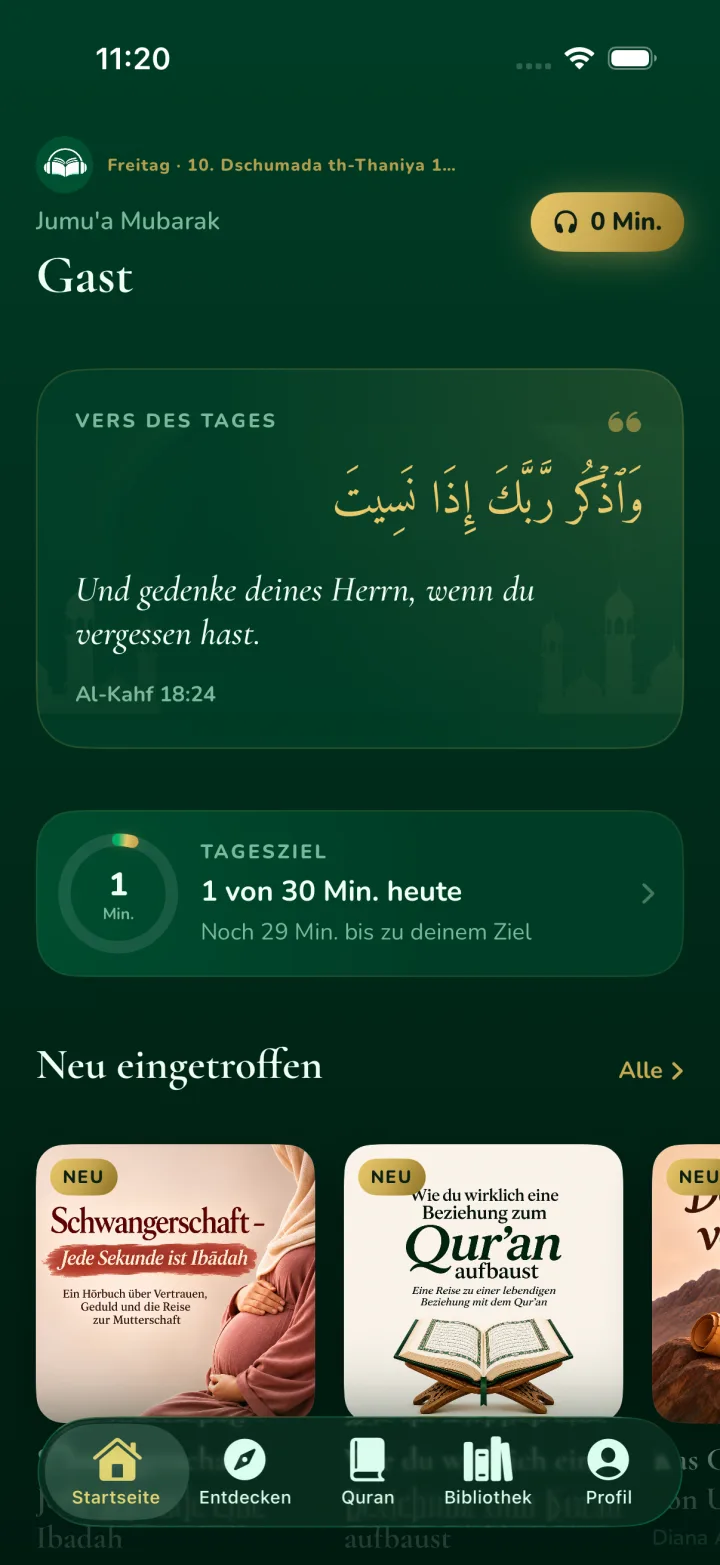 11:20
Freitag · 10. Dschumada th-Thaniya 1…
Jumu'a Mubarak
0 Min.
Gast
VERS DES TAGES
وَٱذْكُر رَّبَّكَ إِذَا نَسِيتَ
Und gedenke deines Herrn, wenn du
vergessen hast.
Al-Kahf 18:24
1
Min.
TAGESZIEL
1 von 30 Min. heute
Noch 29 Min. bis zu deinem Ziel
Neu eingetroffen
Alle
NEU
Schwangerschaft –
Jede Sekunde ist Ibādah
Ein Hörbuch über Vertrauen,
Geduld und die Reise
zur Mutterschaft
NEU
Wie du wirklich eine
Beziehung zum
Qur'an
aufbaust
Eine Reise zu einer lebendigen
Beziehung mit dem Qur'an
NEU
Startseite
Entdecken
Quran
Bibliothek
Profil
Ibadah
aufbaust
Diana